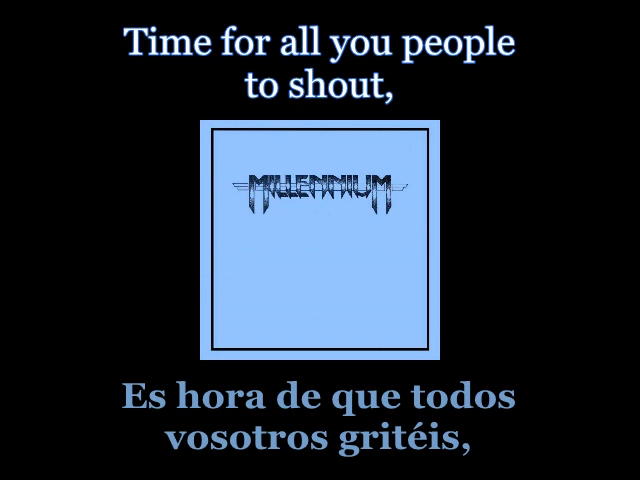 Time for all you people
to shout,
MILLENNIUM
Es hora de que todos
vosotros gritéis,